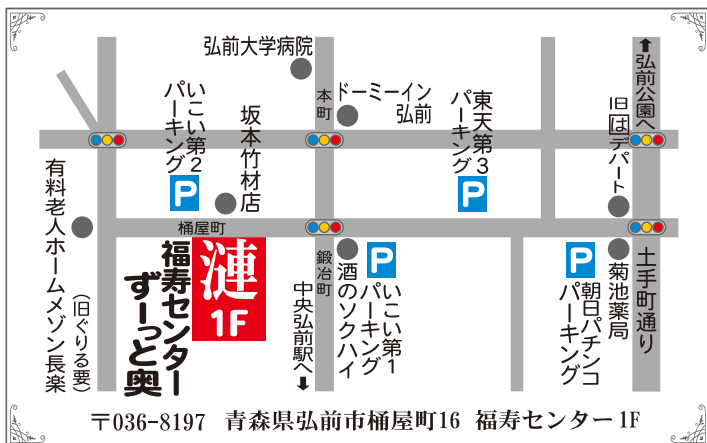 弘前大学病院
いこい第2
パーキング
P
坂本竹材店
本町
ドーミーイン
弘前
東天第3
パーキング
P
弘前公園へ
旧はデパート
有料老人ホームメゾン長楽
(旧ぐりる要)
桶屋町
漣
1F
福寿センター
ずーっと奥
鍛冶町
中央弘前駅へ
酒のソクハイ
P
いこい第1
パーキング
P
朝日パチンコ
パーキング
菊池薬局
土手町通り
〒036-8197 青森県弘前市桶屋町16 福寿センター1F